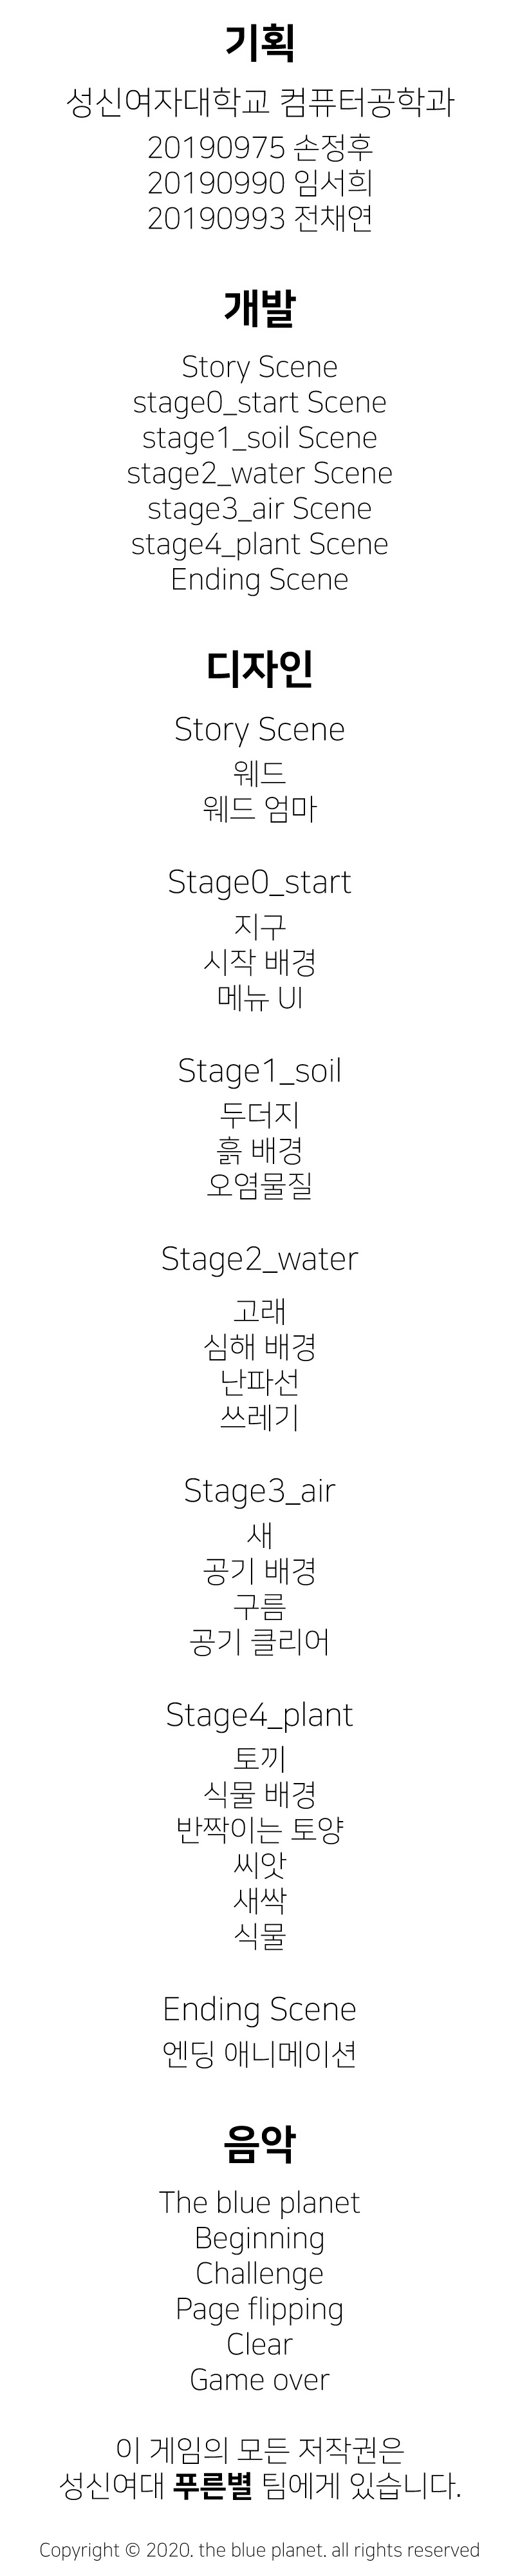 기획
성신여자대학교 컴퓨터공학과
20190975 손정후
20190990 임서희
20190993 전채연
개발
Story Scene
stage0_start Scene
stage1_soil Scene
stage2_water Scene
stage3_air Scene
stage4_plant Scene
Ending Scene
디자인
Story Scene
웨드
웨드 엄마
Stage0_start
지구
시작 배경
메뉴 UI
Stage1_soil
두더지
흙 배경
오염물질
Stage2_water
고래
심해 배경
난파선
쓰레기
Stage3_air
새
공기 배경
구름
공기 클리어
Stage4_plant
토끼
식물 배경
반짝이는 토양
씨앗
새싹
식물
Ending Scene
엔딩 애니메이션
음악
The blue planet
Beginning
Challenge
Page flipping
Clear
Game over
이 게임의 모든 저작권은
성신여대 푸른별 팀에게 있습니다.
Copyright © 2020. the blue planet. all rights reserved